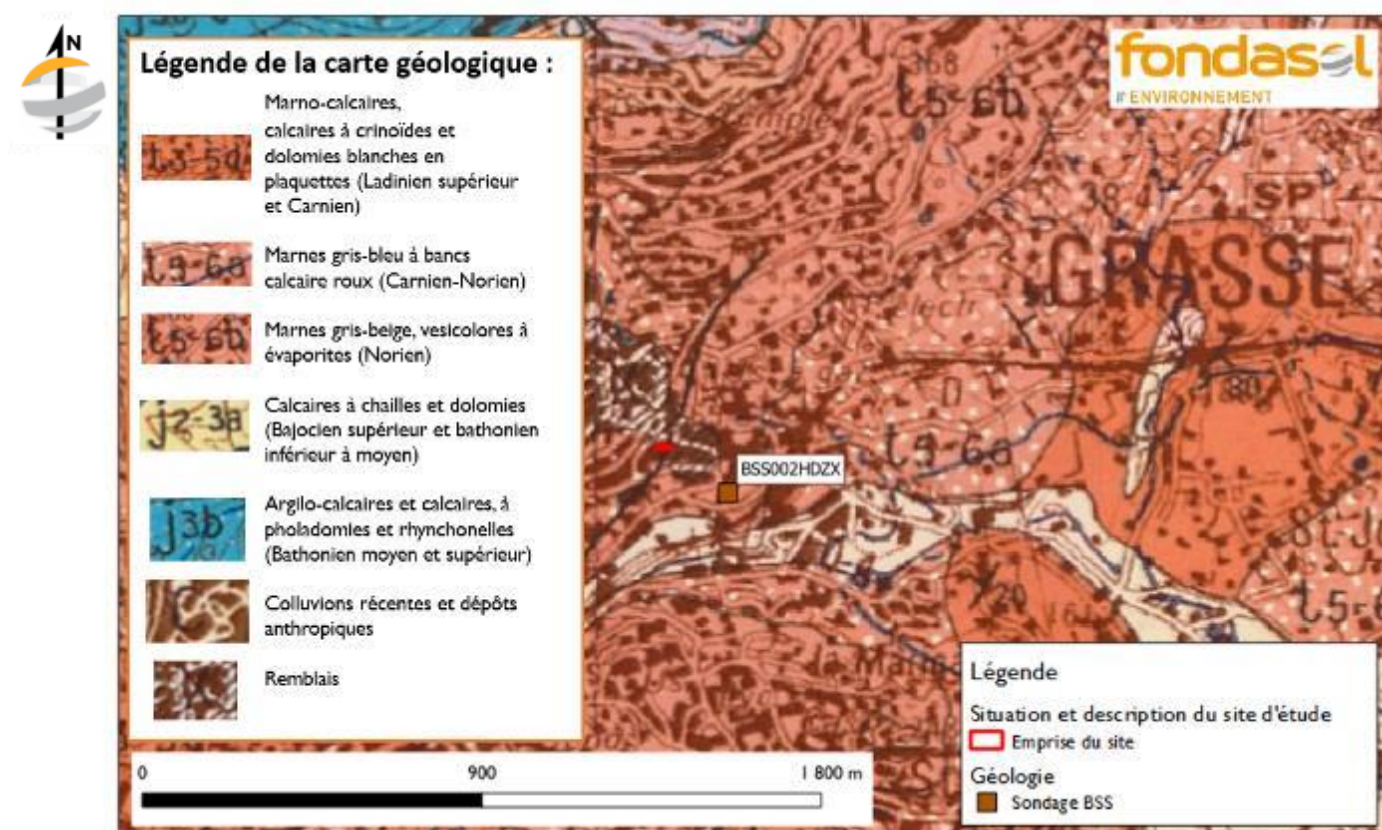 N
Légende de la carte géologique :
t3-5a
Marno-calcaires,
calcaires à crinoïdes et
dolomies blanches en
plaquettes (Ladinien supérieur
et Carnien)
t5-6a
Marnes gris-bleu à bancs
calcaire roux (Carnien-Norien)
t5-6b
Marnes gris-beige, vesicolores à
évaporites (Norien)
j2-3a
Calcaires à chailles et dolomies
(Bajocien supérieur et bathonien
inférieur à moyen)
j3b
Argilo-calcaires et calcaires, à
pholadomies et rhynchonelles
(Bathonien moyen et supérieur)
C
Colluvions récentes et dépôts
anthropiques
X
Remblais
0 900 1 800 m
fondasol
ENVIRONNEMENT
368
t5-6b
SP
GRASSE
80
t5-6a
BSS002HDZX
20
St J
t5-6
Légende
Situation et description du site d'étude
Emprise du site
Géologie
Sondage BSS